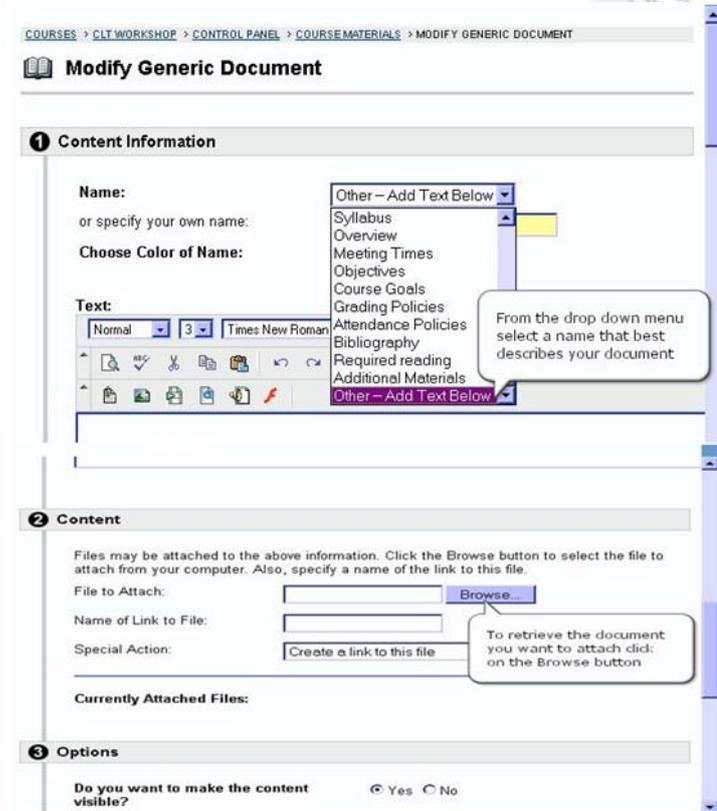 COURSES > CLT WORKSHOP > CONTROL PANEL > COURSE MATERIALS > MODIFY GENERIC DOCUMENT
Modify Generic Document
1 Content Information
Name:
Other – Add Text Below
or specify your own name:
Choose Color of Name:
Syllabus
Overview
Meeting Times
Objectives
Course Goals
Grading Policies
Attendance Policies
Bibliography
Required reading
Additional Materials
Other – Add Text Below
From the drop down menu
select a name that best
describes your document
Text:
Normal 3 Times New Roman
ABC
2 Content
Files may be attached to the above information. Click the Browse button to select the file to
attach from your computer. Also, specify a name of the link to this file.
File to Attach:
Browse...
Name of Link to File:
Special Action:
Create a link to this file
To retrieve the document
you want to attach click
on the Browse button
Currently Attached Files:
3 Options
Do you want to make the content
visible?
Yes No